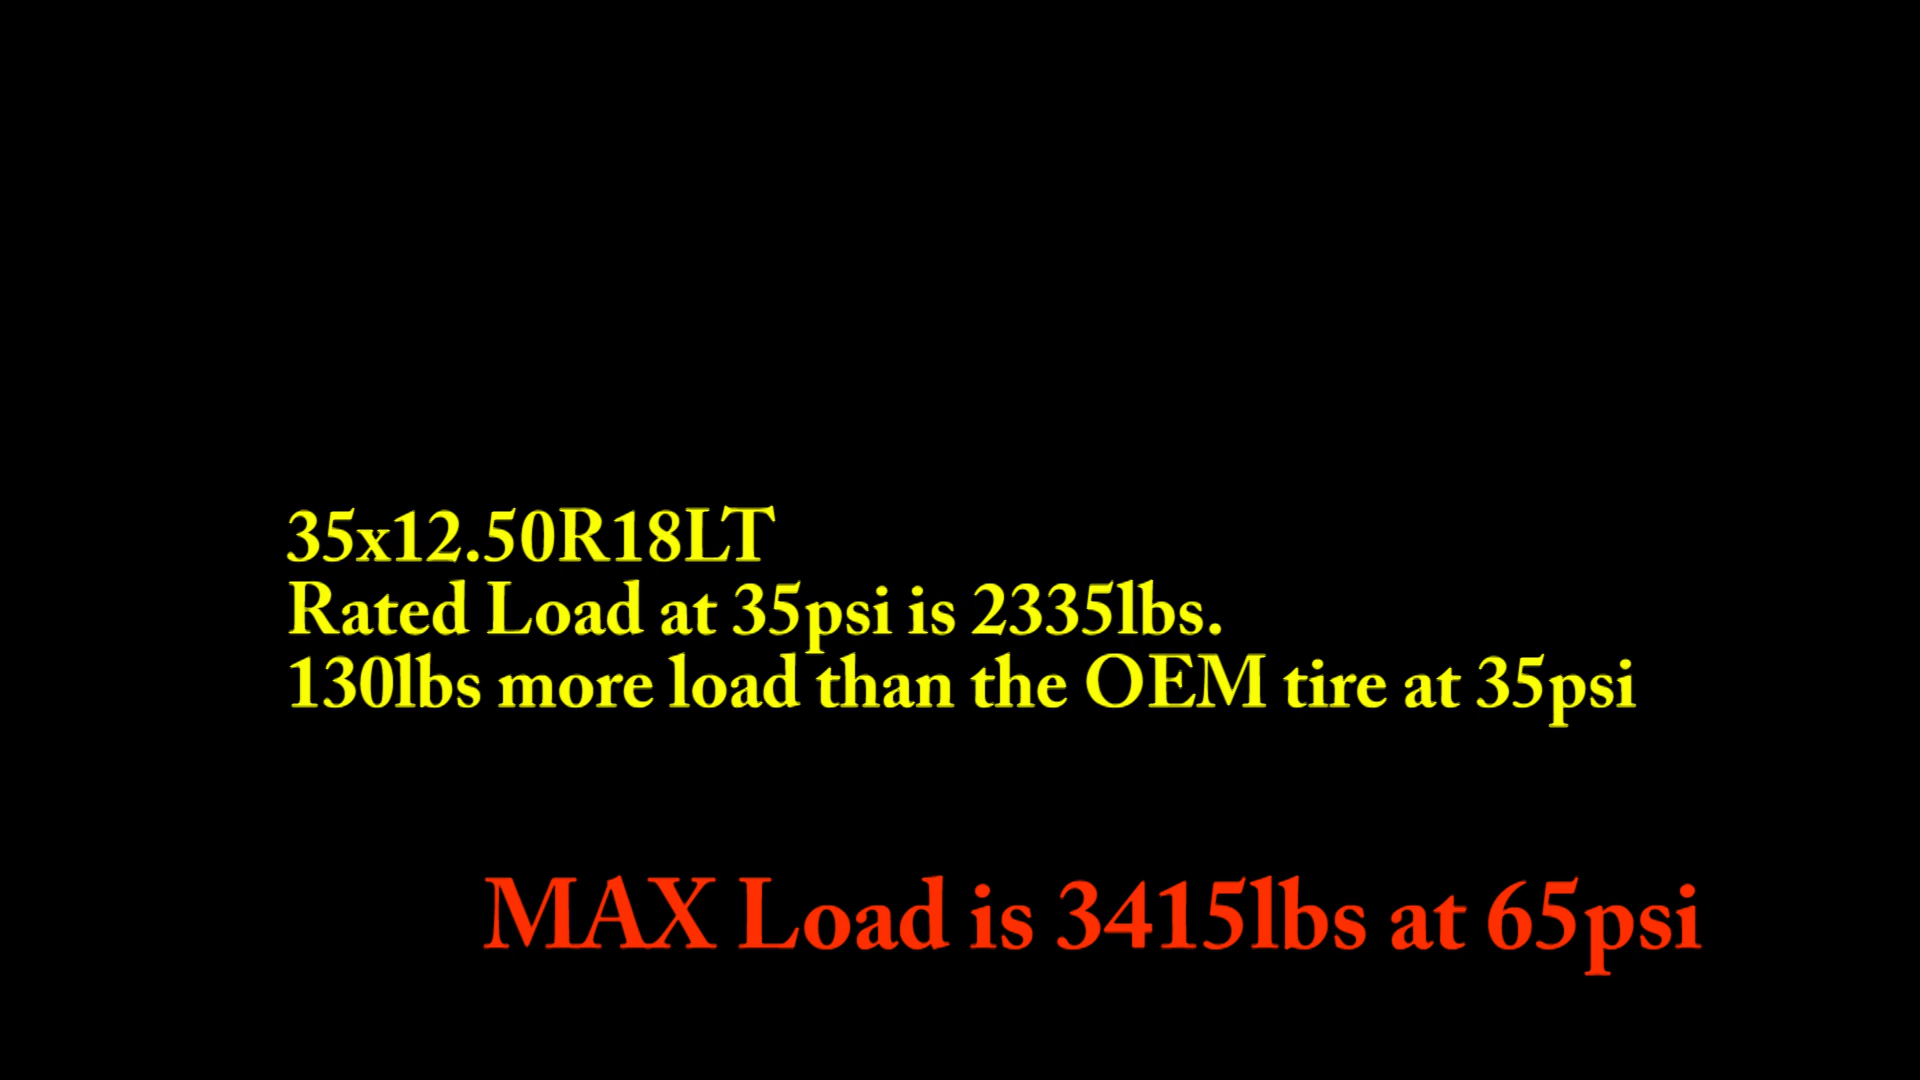 35x12.50R18LT
Rated Load at 35psi is 2335lbs.
130lbs more load than the OEM tire at 35psi
MAX Load is 3415lbs at 65psi